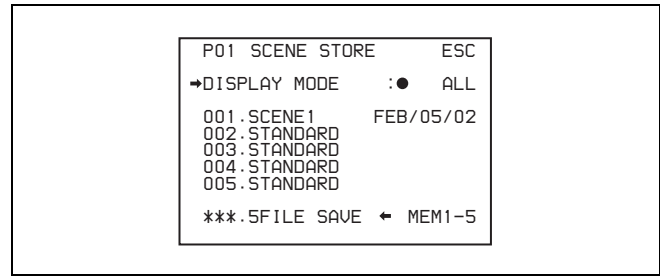 P01 SCENE STORE ESC
➡DISPLAY MODE :● ALL
001.SCENE1 FEB/05/02
002.STANDARD
003.STANDARD
004.STANDARD
005.STANDARD
***.5FILE SAVE ← MEM1-5